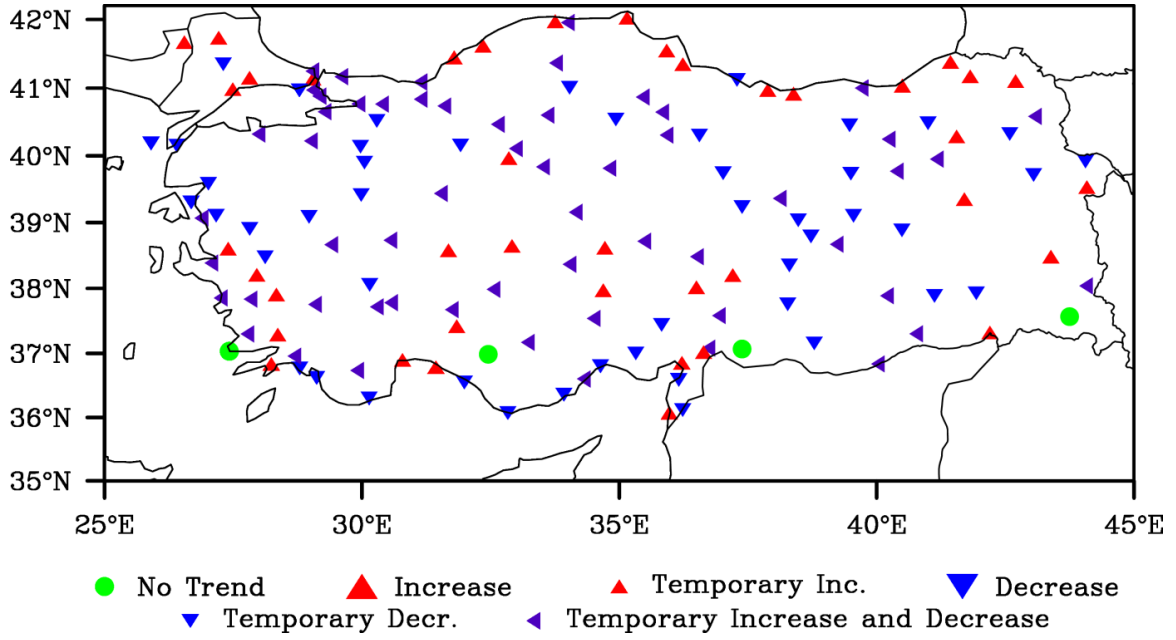 42°N
41°N
40°N
39°N
38°N
37°N
36°N
35°N
25°E 30°E 35°E 40°E 45°E
No Trend Increase Temporary Inc. Decrease
Temporary Decr. Temporary Increase and Decrease